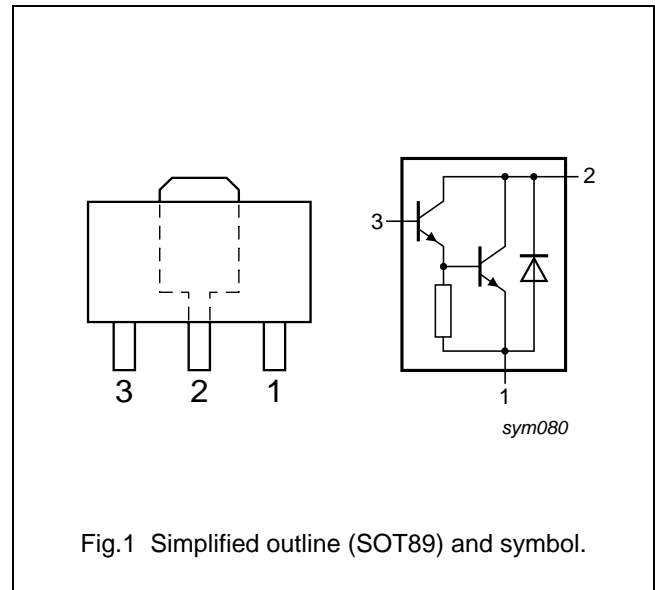 2
3
3 2 1
1
sym080
Fig.1 Simplified outline (SOT89) and symbol.